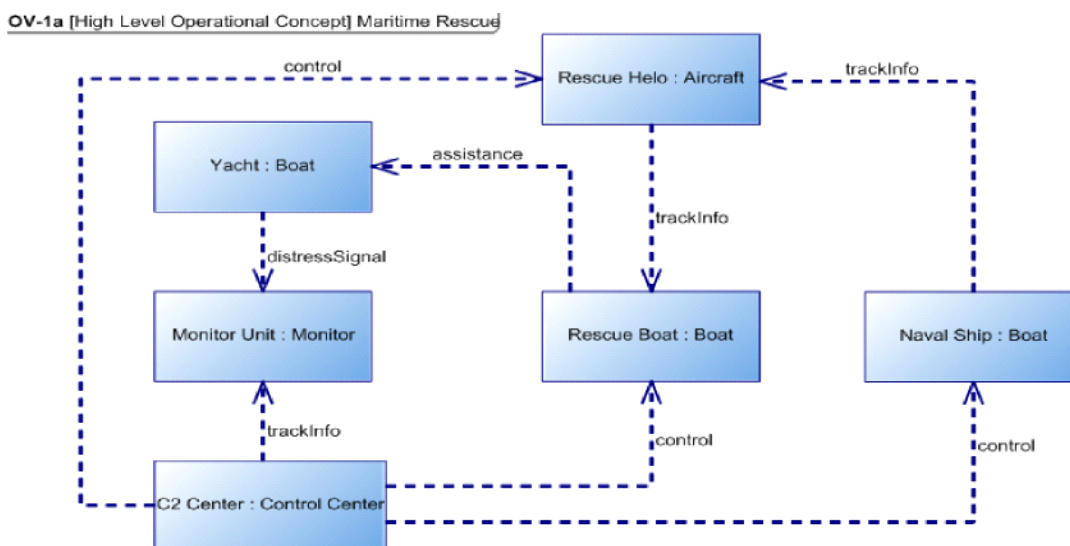 OV-1a [High Level Operational Concept] Maritime Rescue
control
Rescue Helo : Aircraft
trackInfo
Yacht : Boat
assistance
trackInfo
distressSignal
Monitor Unit : Monitor
Rescue Boat : Boat
Naval Ship : Boat
trackInfo
control
control
C2 Center : Control Center